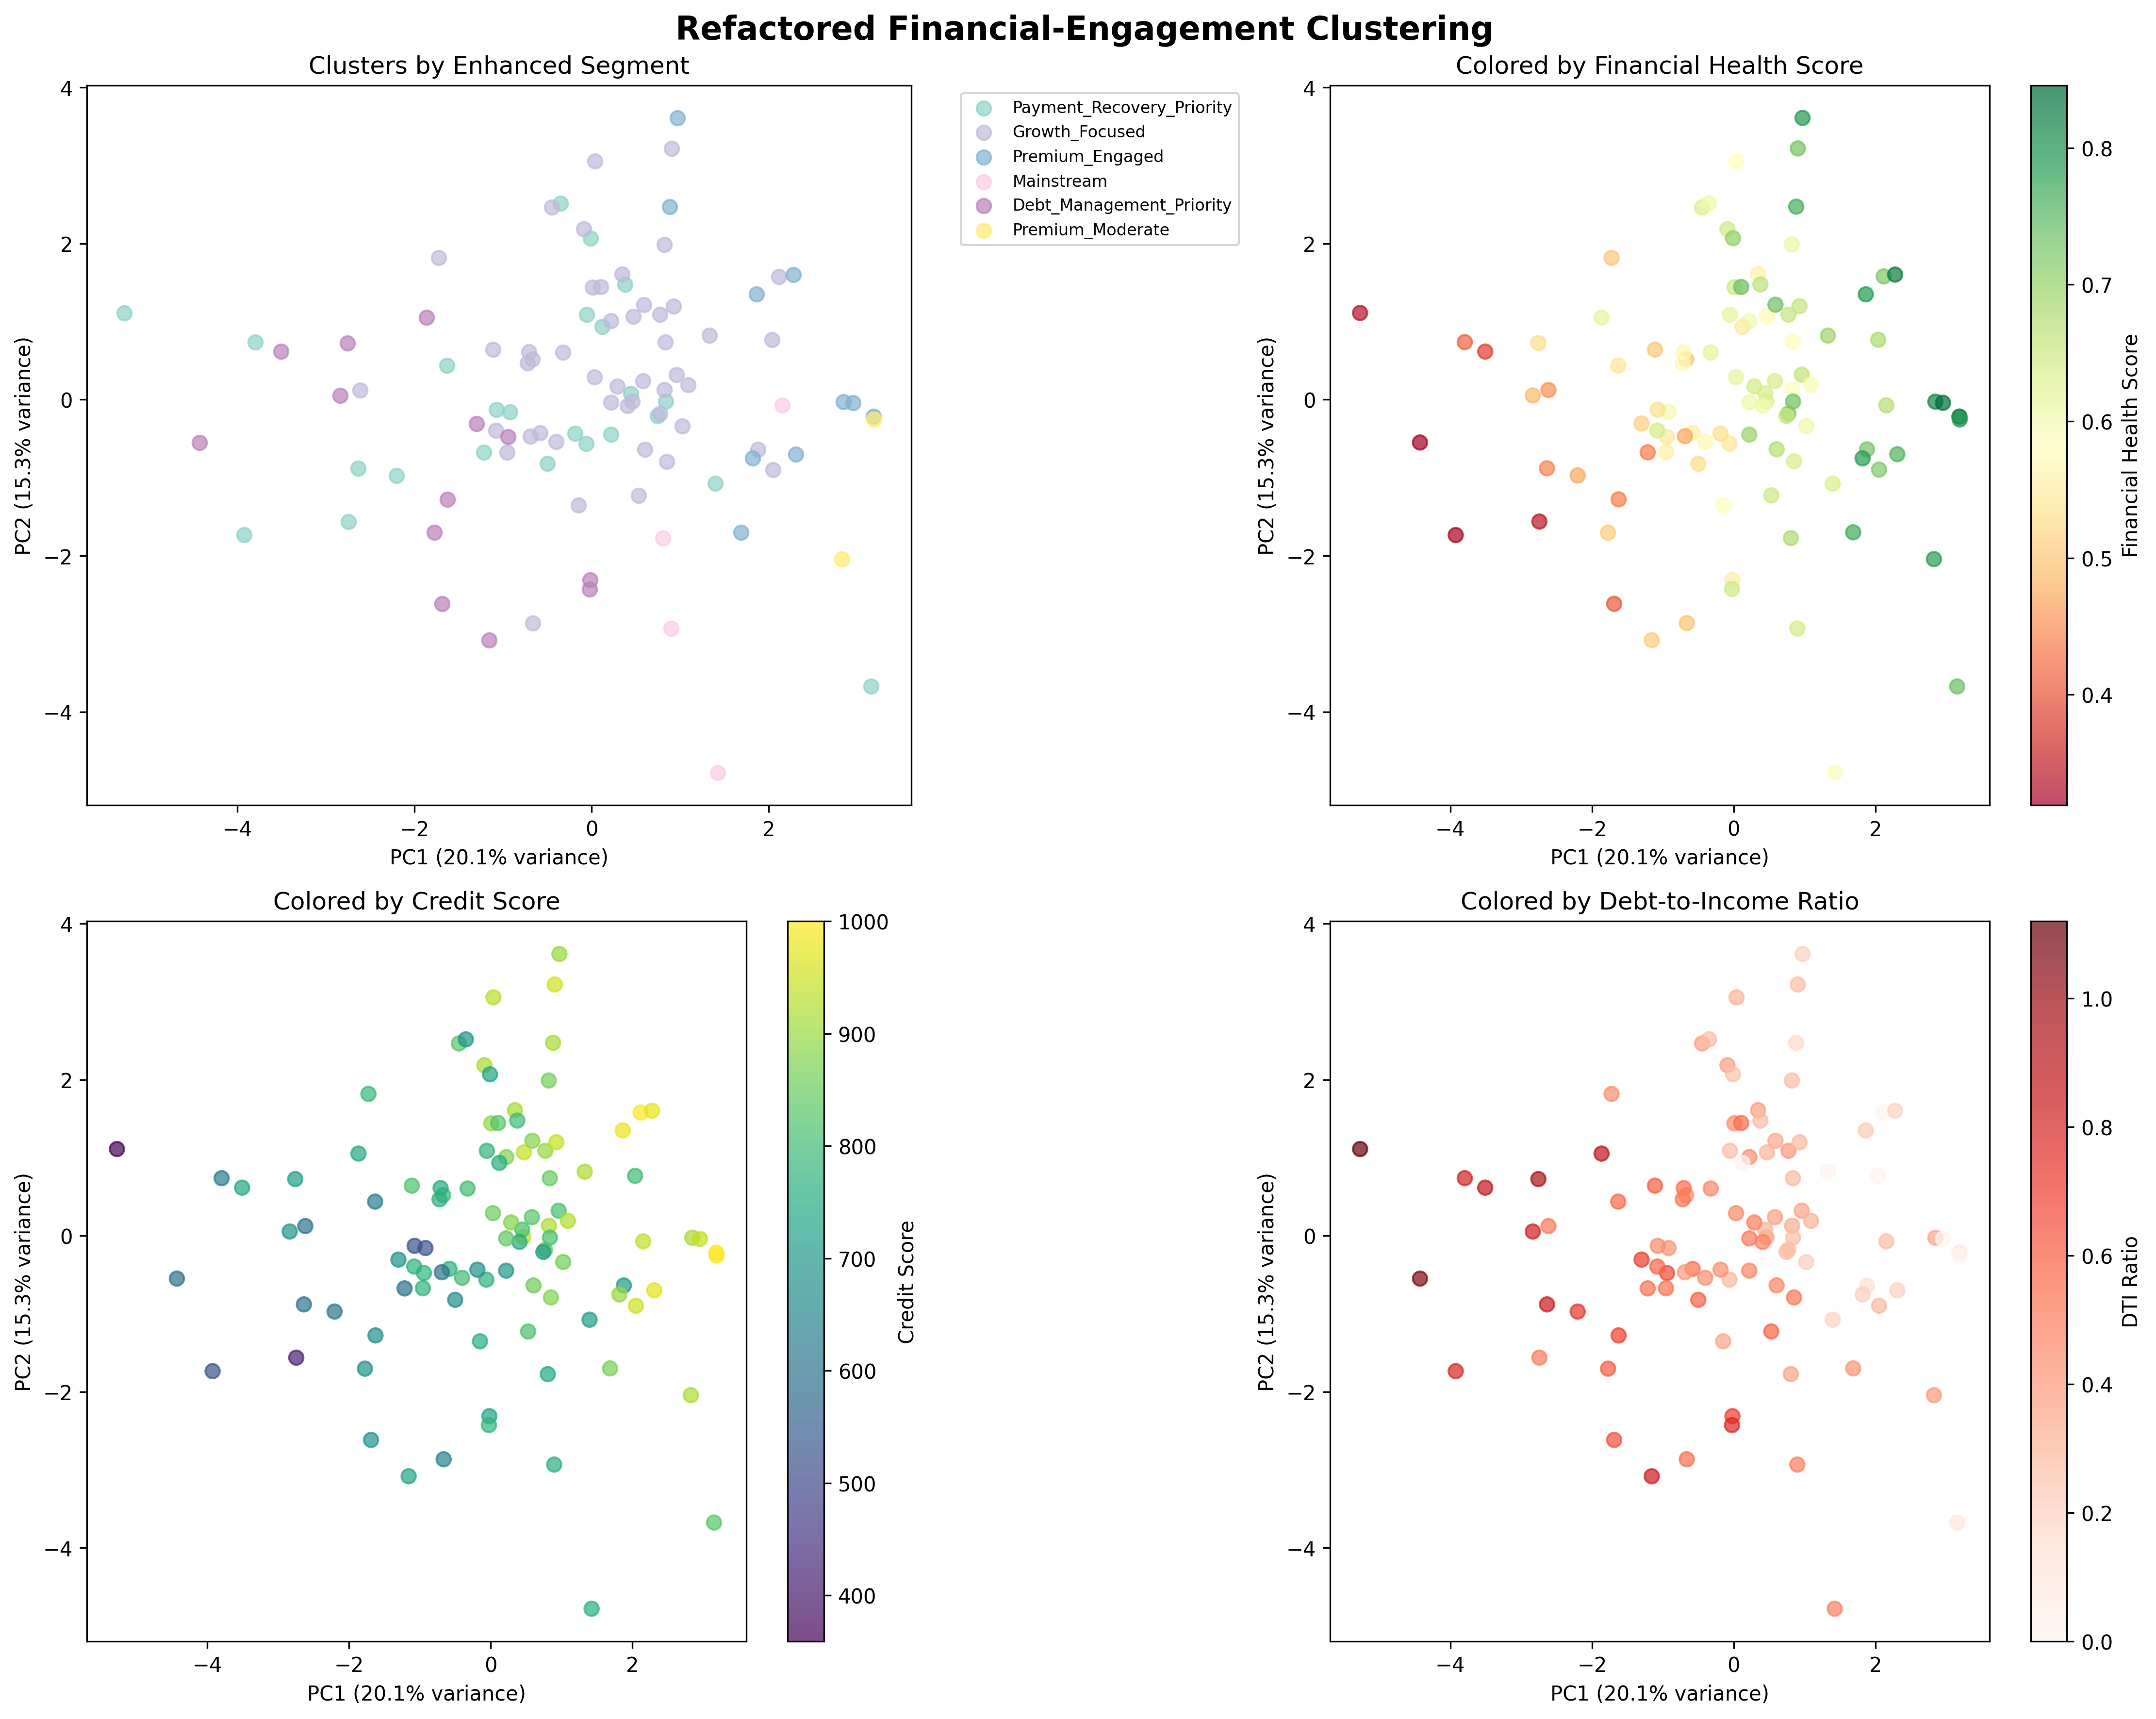 Refactored Financial-Engagement Clustering
Clusters by Enhanced Segment
4
2
0
−2
−4
PC2 (15.3% variance)
−4
−2
0
2
PC1 (20.1% variance)
Payment_Recovery_Priority
Growth_Focused
Premium_Engaged
Mainstream
Debt_Management_Priority
Premium_Moderate
Colored by Financial Health Score
4
2
0
−2
−4
PC2 (15.3% variance)
−4
−2
0
2
PC1 (20.1% variance)
0.8
0.7
0.6
0.5
0.4
Financial Health Score
Colored by Credit Score
4
2
0
−2
−4
PC2 (15.3% variance)
−4
−2
0
2
PC1 (20.1% variance)
1000
900
800
700
600
500
400
Credit Score
Colored by Debt-to-Income Ratio
4
2
0
−2
−4
PC2 (15.3% variance)
−4
−2
0
2
PC1 (20.1% variance)
1.0
0.8
0.6
0.4
0.2
0.0
DTI Ratio